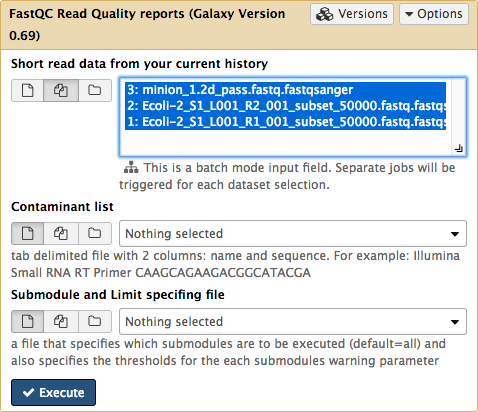 FastQC Read Quality reports (Galaxy Version 0.69)
Versions
Options
Short read data from your current history
3: minion_1.2d_pass.fastq.fastqsanger
2: Ecoli-2_S1_L001_R2_001_subset_50000.fastq.fastqs
1: Ecoli-2_S1_L001_R1_001_subset_50000.fastq.fastqs
This is a batch mode input field. Separate jobs will be
triggered for each dataset selection.
Contaminant list
Nothing selected
tab delimited file with 2 columns: name and sequence. For example: Illumina
Small RNA RT Primer CAAGCAGAAGACGGCATACGA
Submodule and Limit specifing file
Nothing selected
a file that specifies which submodules are to be executed (default=all) and
also specifies the thresholds for the each submodules warning parameter
Execute